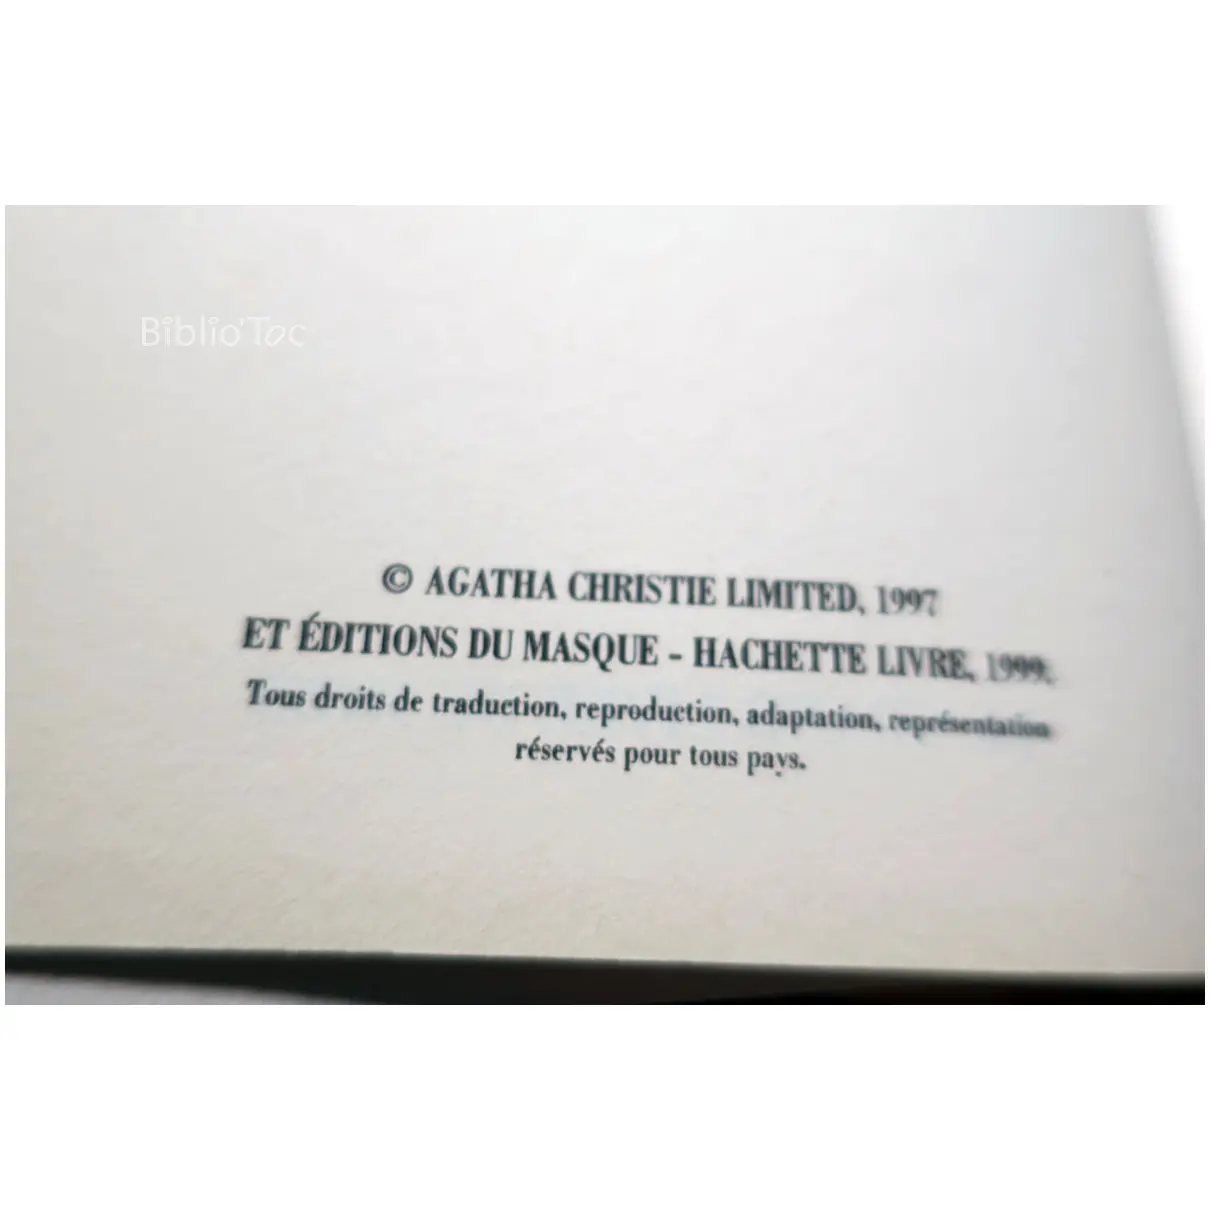 Biblio'Toc
© AGATHA CHRISTIE LIMITED, 1997
ET ÉDITIONS DU MASQUE - HACHETTE LIVRE, 1999.
Tous droits de traduction, reproduction, adaptation, représentation
réservés pour tous pays.